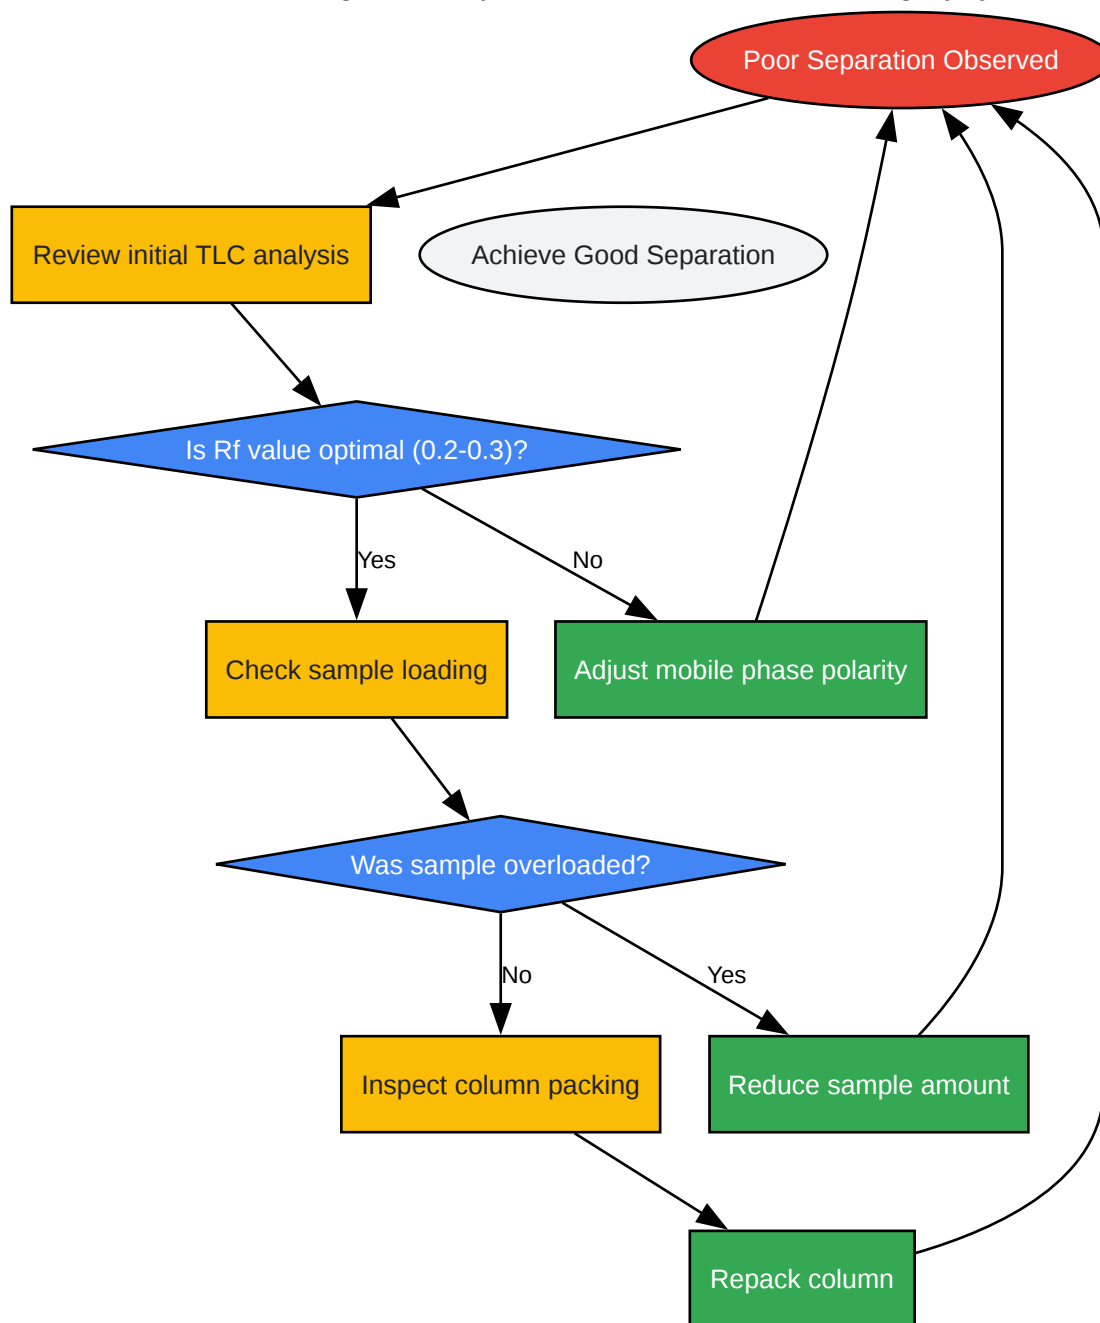 Poor Separation Observed
Review initial TLC analysis
Achieve Good Separation
Is Rf value optimal (0.2-0.3)?
Yes
No
Check sample loading
Adjust mobile phase polarity
Was sample overloaded?
No
Yes
Inspect column packing
Reduce sample amount
Repack column